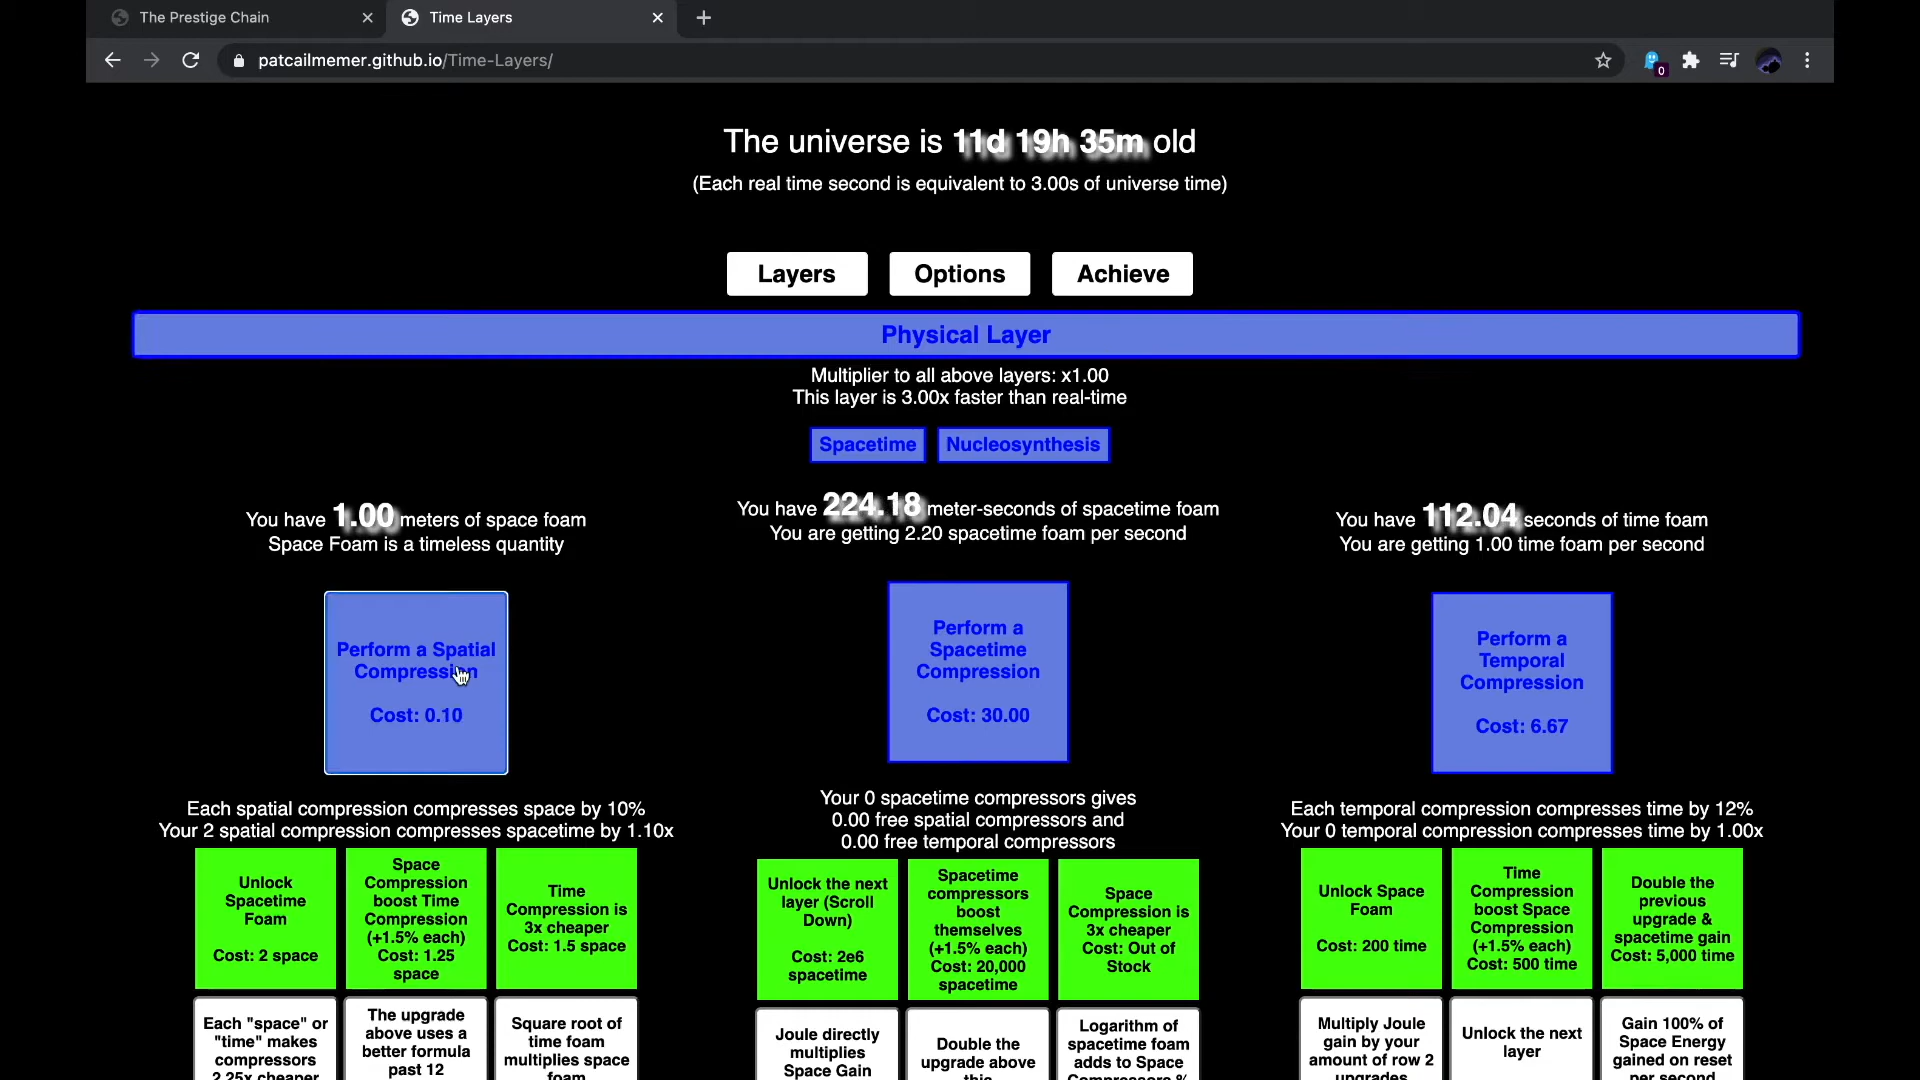 The Prestige Chain
Time Layers
patcailmemer.github.io/Time-Layers/
0
The universe is 11d 19h 35m old
(Each real time second is equivalent to 3.00s of universe time)
Layers
Options
Achieve
Physical Layer
Multiplier to all above layers: x1.00
This layer is 3.00x faster than real-time
Spacetime
Nucleosynthesis
You have 1.00 meters of space foam
Space Foam is a timeless quantity
Perform a Spatial
Compression
Cost: 0.10
Each spatial compression compresses space by 10%
Your 2 spatial compression compresses spacetime by 1.10x
Unlock
Spacetime
Foam
Cost: 2 space
Space
Compression
boost Time
Compression
(+1.5% each)
Cost: 1.25
space
Time
Compression is
3x cheaper
Cost: 1.5 space
Each "space" or
"time" makes
compressors
2.25x cheaper
The upgrade
above uses a
better formula
past 12
Square root of
time foam
multiplies space
foam
You have 224.18 meter-seconds of spacetime foam
You are getting 2.20 spacetime foam per second
Perform a
Spacetime
Compression
Cost: 30.00
Your 0 spacetime compressors gives
0.00 free spatial compressors and
0.00 free temporal compressors
Unlock the next
layer (Scroll
Down)
Cost: 2e6
spacetime
Spacetime
compressors
boost
themselves
(+1.5% each)
Cost: 20,000
spacetime
Space
Compression is
3x cheaper
Cost: Out of
Stock
Joule directly
multiplies
Space Gain
Double the
upgrade above
this
Logarithm of
spacetime foam
adds to Space
Compressors %
You have 112.04 seconds of time foam
You are getting 1.00 time foam per second
Perform a
Temporal
Compression
Cost: 6.67
Each temporal compression compresses time by 12%
Your 0 temporal compression compresses time by 1.00x
Unlock Space
Foam
Cost: 200 time
Time
Compression
boost Space
Compression
(+1.5% each)
Cost: 500 time
Double the
previous
upgrade &
spacetime gain
Cost: 5,000 time
Multiply Joule
gain by your
amount of row 2
upgrades
Unlock the next
layer
Gain 100% of
Space Energy
gained on reset
per second